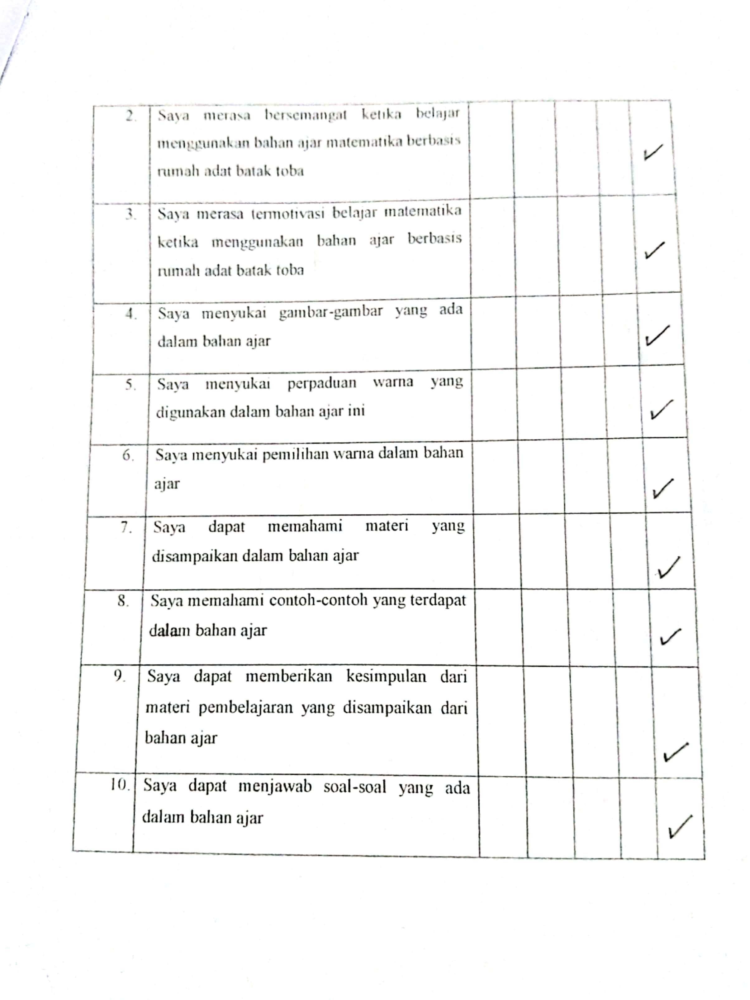 2. Saya merasa bersemangat ketika belajar
menggunakan bahan ajar matematika berbasis
rumah adat batak toba
✓
3. Saya merasa termotivasi belajar matematika
ketika menggunakan bahan ajar berbasis
rumah adat batak toba
✓
4. Saya menyukai gambar-gambar yang ada
dalam bahan ajar
✓
5. Saya menyukai perpaduan warna yang
digunakan dalam bahan ajar ini
✓
6. Saya menyukai pemilihan warna dalam bahan
ajar
✓
7. Saya dapat memahami materi yang
disampaikan dalam bahan ajar
✓
8. Saya memahami contoh-contoh yang terdapat
dalam bahan ajar
✓
9. Saya dapat memberikan kesimpulan dari
materi pembelajaran yang disampaikan dari
bahan ajar
✓
10. Saya dapat menjawab soal-soal yang ada
dalam bahan ajar
✓